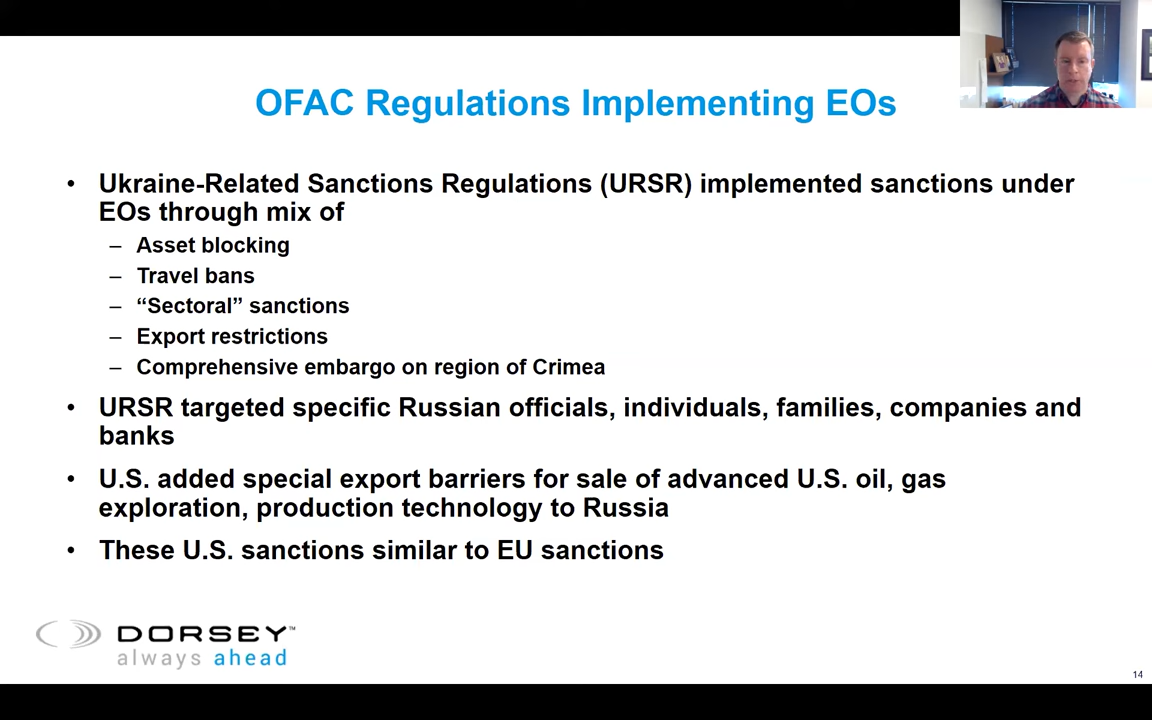 OFAC Regulations Implementing EOs
• Ukraine-Related Sanctions Regulations (URSR) implemented sanctions under
EOs through mix of
– Asset blocking
– Travel bans
– “Sectoral” sanctions
– Export restrictions
– Comprehensive embargo on region of Crimea
• URSR targeted specific Russian officials, individuals, families, companies and
banks
• U.S. added special export barriers for sale of advanced U.S. oil, gas
exploration, production technology to Russia
• These U.S. sanctions similar to EU sanctions
DORSEY™
always ahead
14